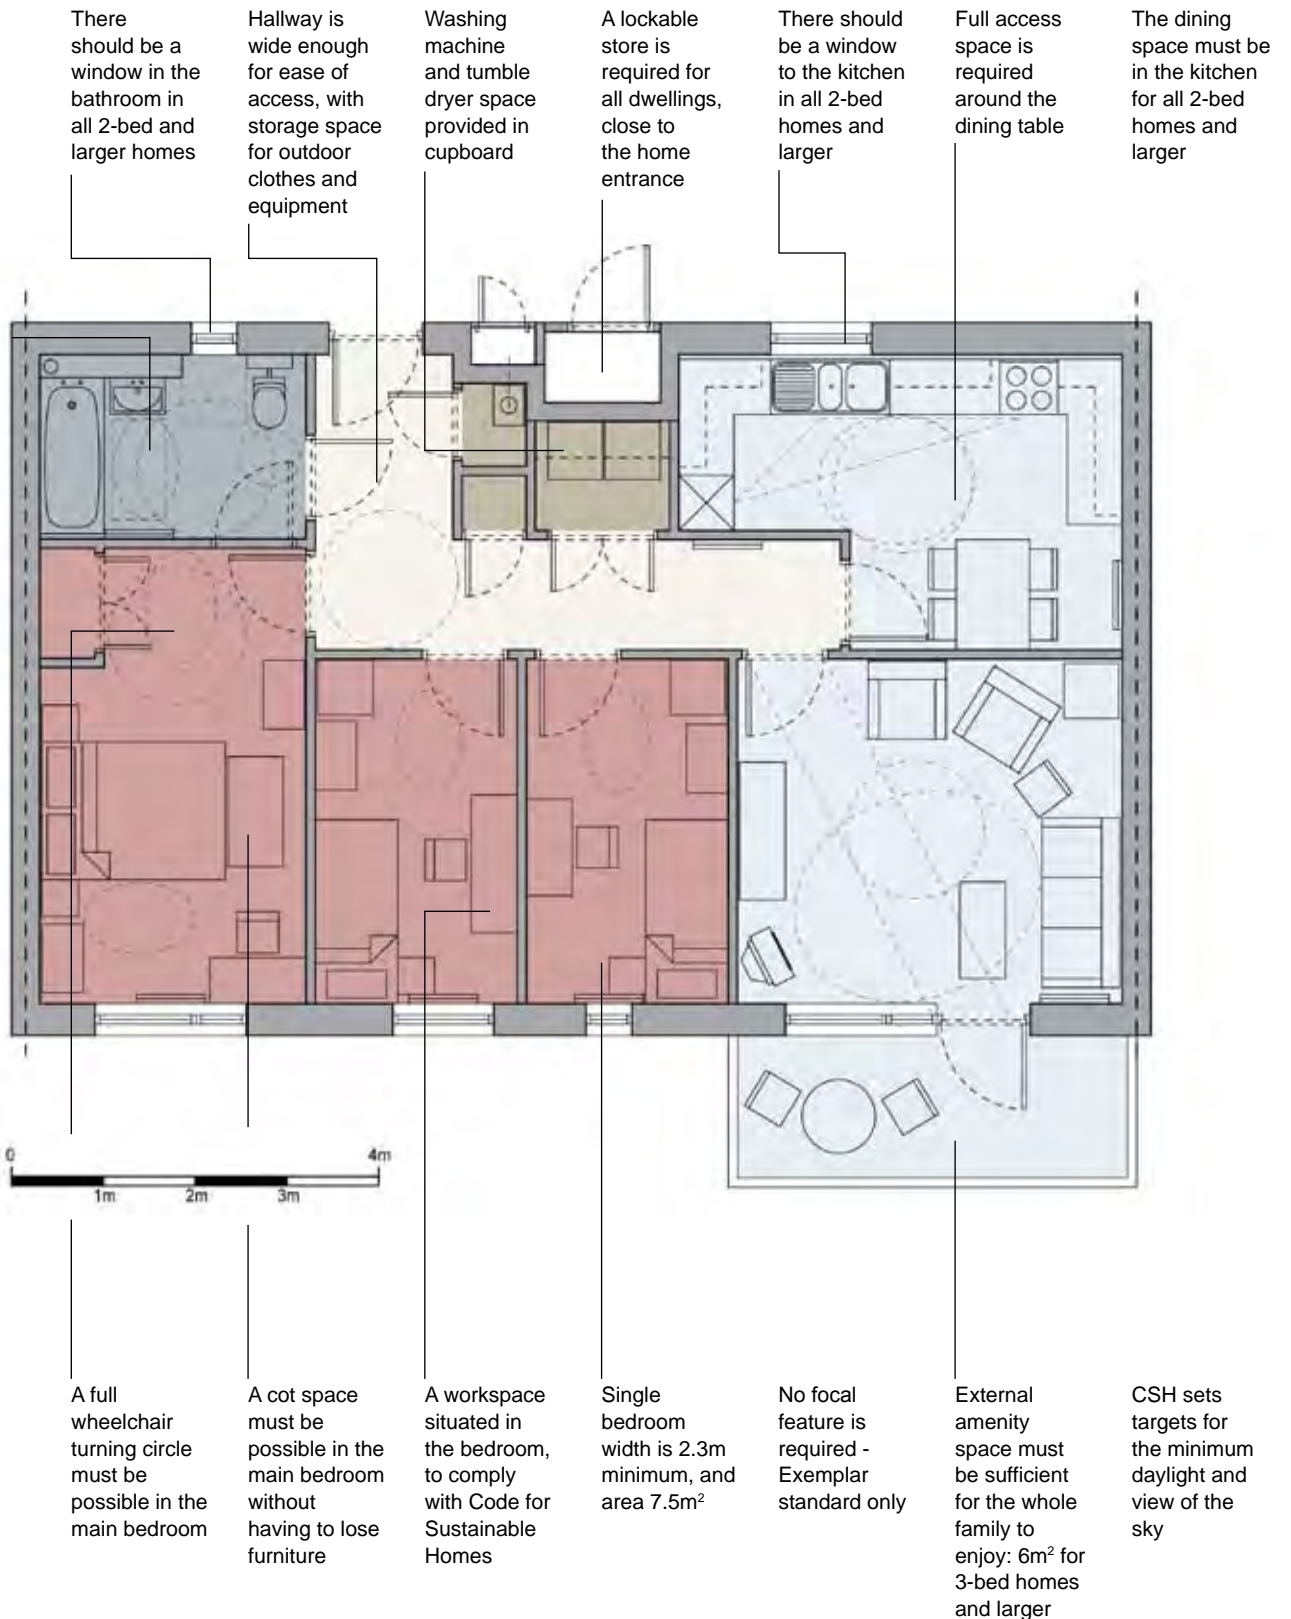 There
should be a
window in the
bathroom in
all 2-bed and
larger homes
Hallway is
wide enough
for ease of
access, with
storage space
for outdoor
clothes and
equipment
Washing
machine
and tumble
dryer space
provided in
cupboard
A lockable
store is
required for
all dwellings,
close to
the home
entrance
There should
be a window
to the kitchen
in all 2-bed
homes and
larger
Full access
space is
required
around the
dining table
The dining
space must be
in the kitchen
for all 2-bed
homes and
larger
0
4m
1m
2m
3m
A full
wheelchair
turning circle
must be
possible in the
main bedroom
A cot space
must be
possible in the
main bedroom
without
having to lose
furniture
A workspace
situated in
the bedroom,
to comply
with Code for
Sustainable
Homes
Single
bedroom
width is 2.3m
minimum, and
area 7.5m²
No focal
feature is
required -
Exemplar
standard only
External
amenity
space must
be sufficient
for the whole
family to
enjoy: 6m² for
3-bed homes
and larger
CSH sets
targets for
the minimum
daylight and
view of the
sky